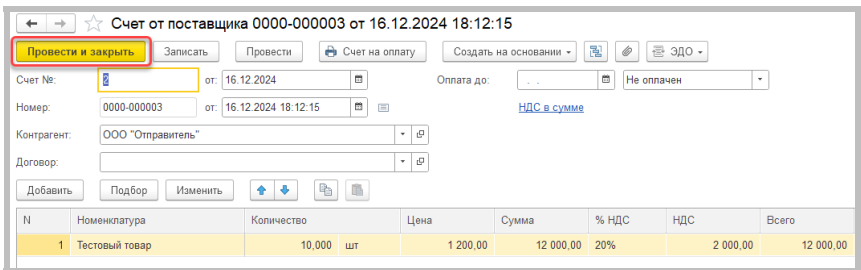 Счет от поставщика 0000-000003 от 16.12.2024 18:12:15
Провести и закрыть Записать Провести Счет на оплату Создать на основании ЭДО
Счет №: 2 от: 16.12.2024 Оплата до: . . Не оплачен
Номер: 0000-000003 от: 16.12.2024 18:12:15 НДС в сумме
Контрагент: ООО "Отправитель"
Договор:
Добавить Подбор Изменить
N Номенклатура Количество Цена Сумма % НДС НДС Всего
1 Тестовый товар 10,000 шт 1 200,00 12 000,00 20% 2 000,00 12 000,00